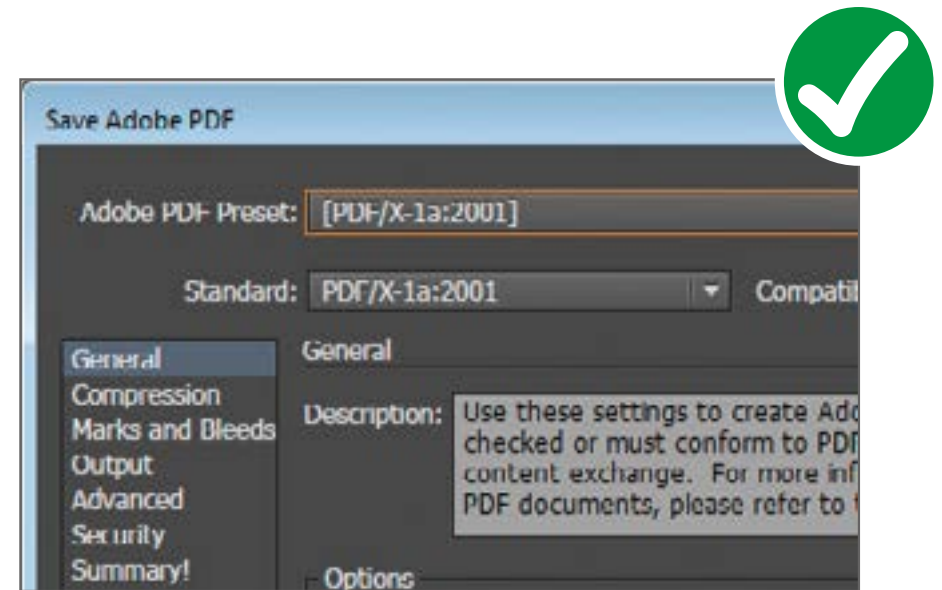 Save Adobe PDF
Adobe PDF Preset: [PDF/X-1a:2001]
Standard: PDF/X-1a:2001 Compatib
General
General
Compression
Marks and Bleeds
Output
Advanced
Security
Summary!
Description: Use these settings to create Ado
checked or must conform to PDF
content exchange. For more inf
PDF documents, please refer to
Options